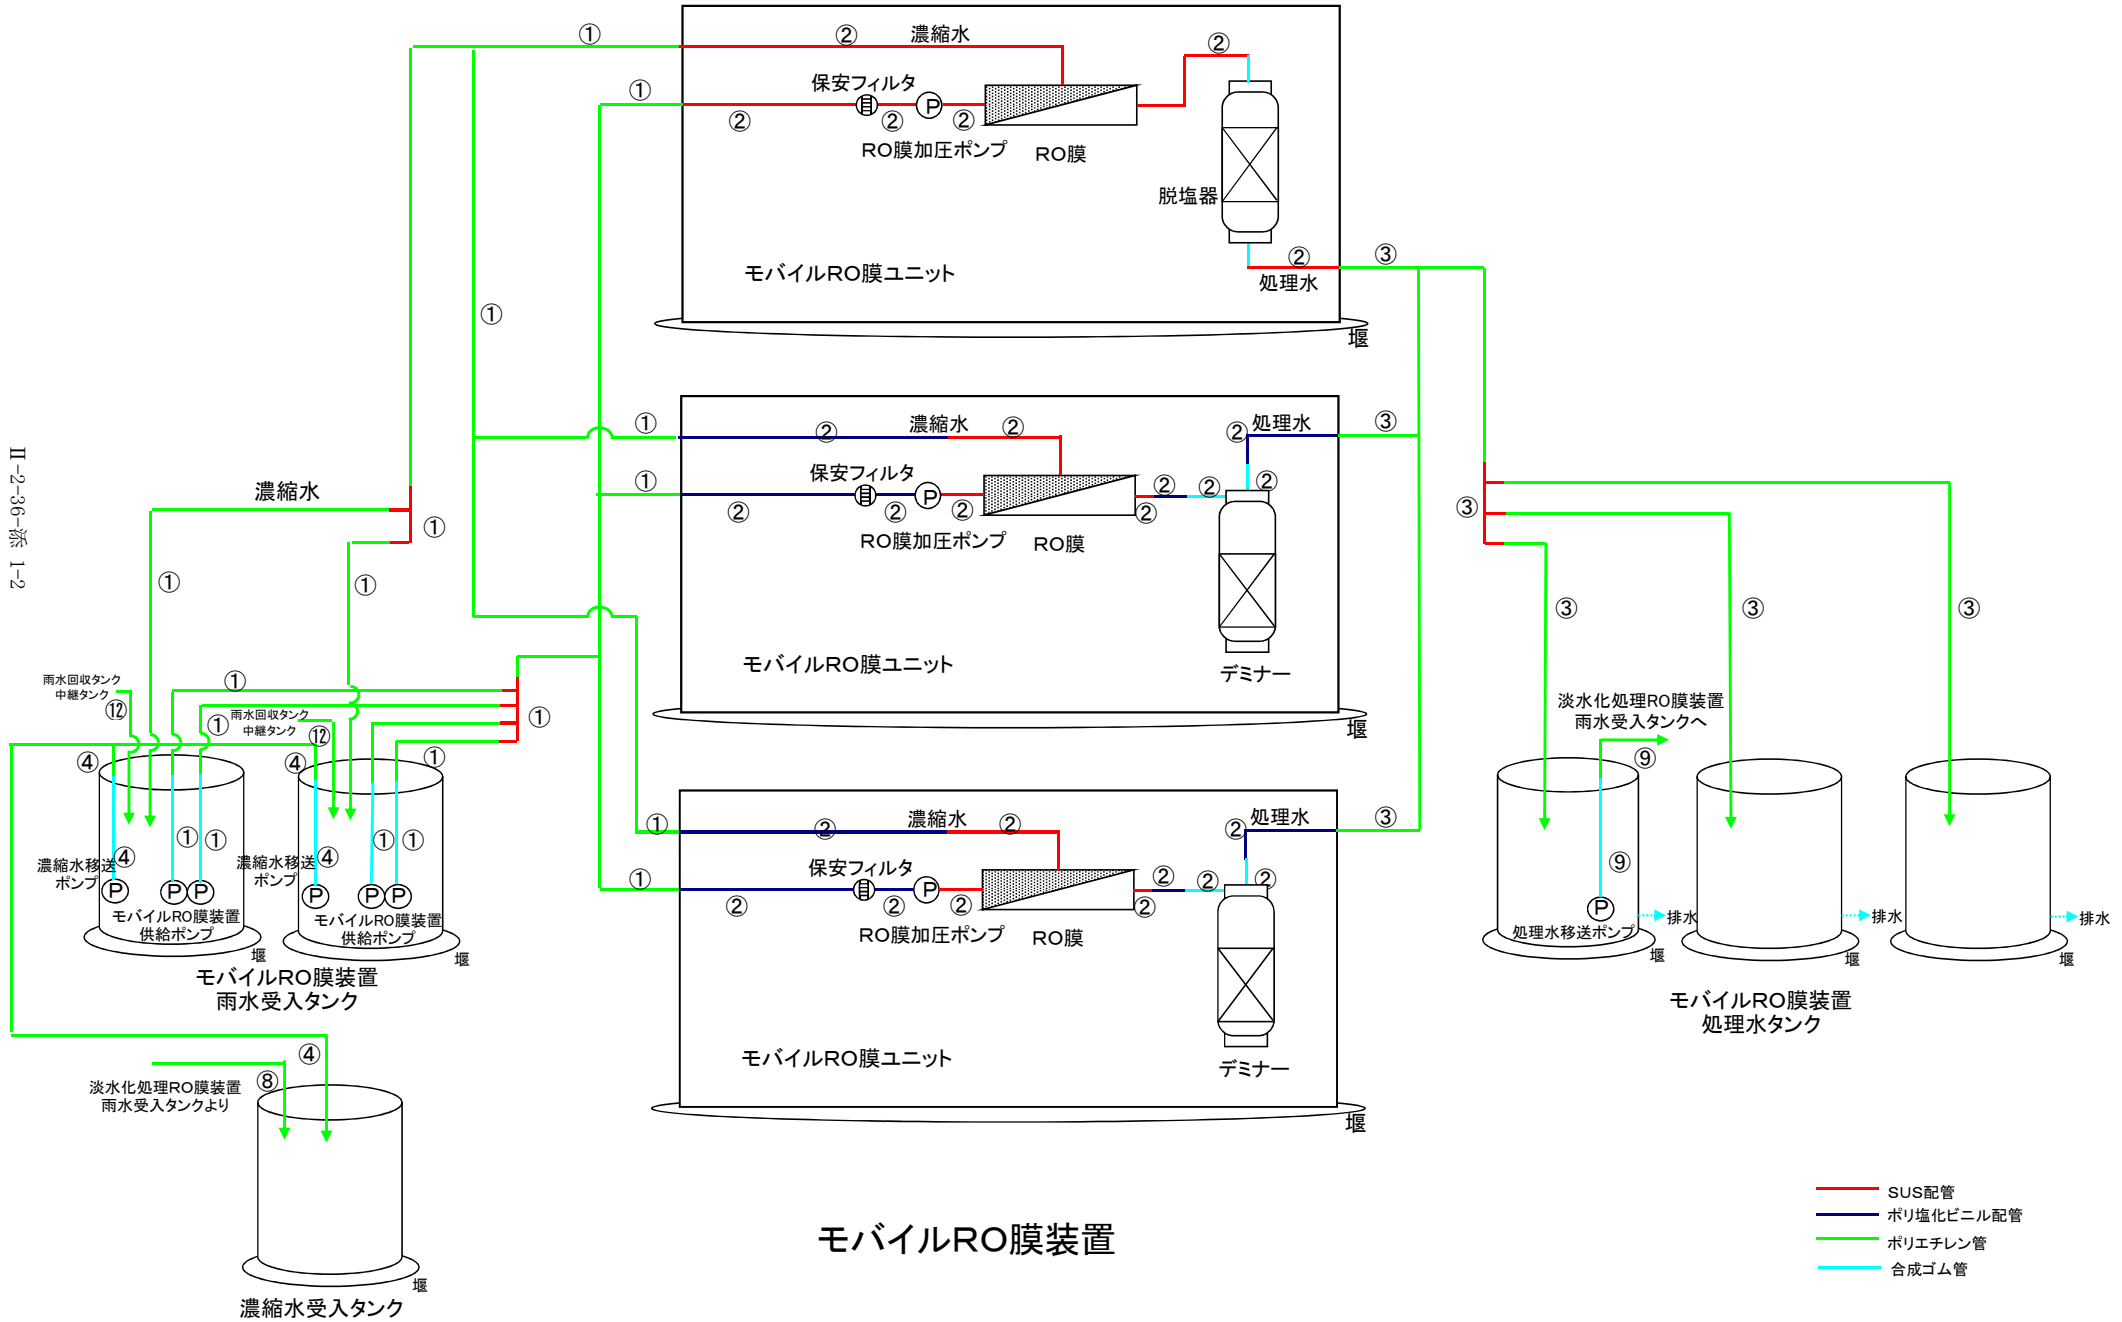 Ⅱ-2-36-添 1-2
①
②
濃縮水
②
保安フィルタ
①
②
②
②
RO膜加圧ポンプ
RO膜
脱塩器
②
処理水
③
モバイルRO膜ユニット
堰
①
①
②
濃縮水
②
②
処理水
③
保安フィルタ
①
②
②
②
②
②
②
②
RO膜加圧ポンプ
RO膜
モバイルRO膜ユニット
デミナー
堰
①
②
濃縮水
②
②
処理水
③
保安フィルタ
①
②
②
②
②
②
②
②
RO膜加圧ポンプ
RO膜
モバイルRO膜ユニット
デミナー
堰
濃縮水
①
①
①
雨水回収タンク
中継タンク
⑫
①
①
雨水回収タンク
中継タンク
⑫
①
①
④
④
①
①
④
①
①
④
濃縮水移送
ポンプ
P
P
P
モバイルRO膜装置
供給ポンプ
堰
濃縮水移送
ポンプ
P
P
P
モバイルRO膜装置
供給ポンプ
堰
モバイルRO膜装置
雨水受入タンク
④
⑧
淡水化処理RO膜装置
雨水受入タンクより
堰
濃縮水受入タンク
③
③
③
③
淡水化処理RO膜装置
雨水受入タンクへ
⑨
⑨
P
処理水移送ポンプ
排水
堰
排水
堰
排水
堰
モバイルRO膜装置
処理水タンク
P
P
P
モバイルRO膜装置
SUS配管
ポリ塩化ビニル配管
ポリエチレン管
合成ゴム管